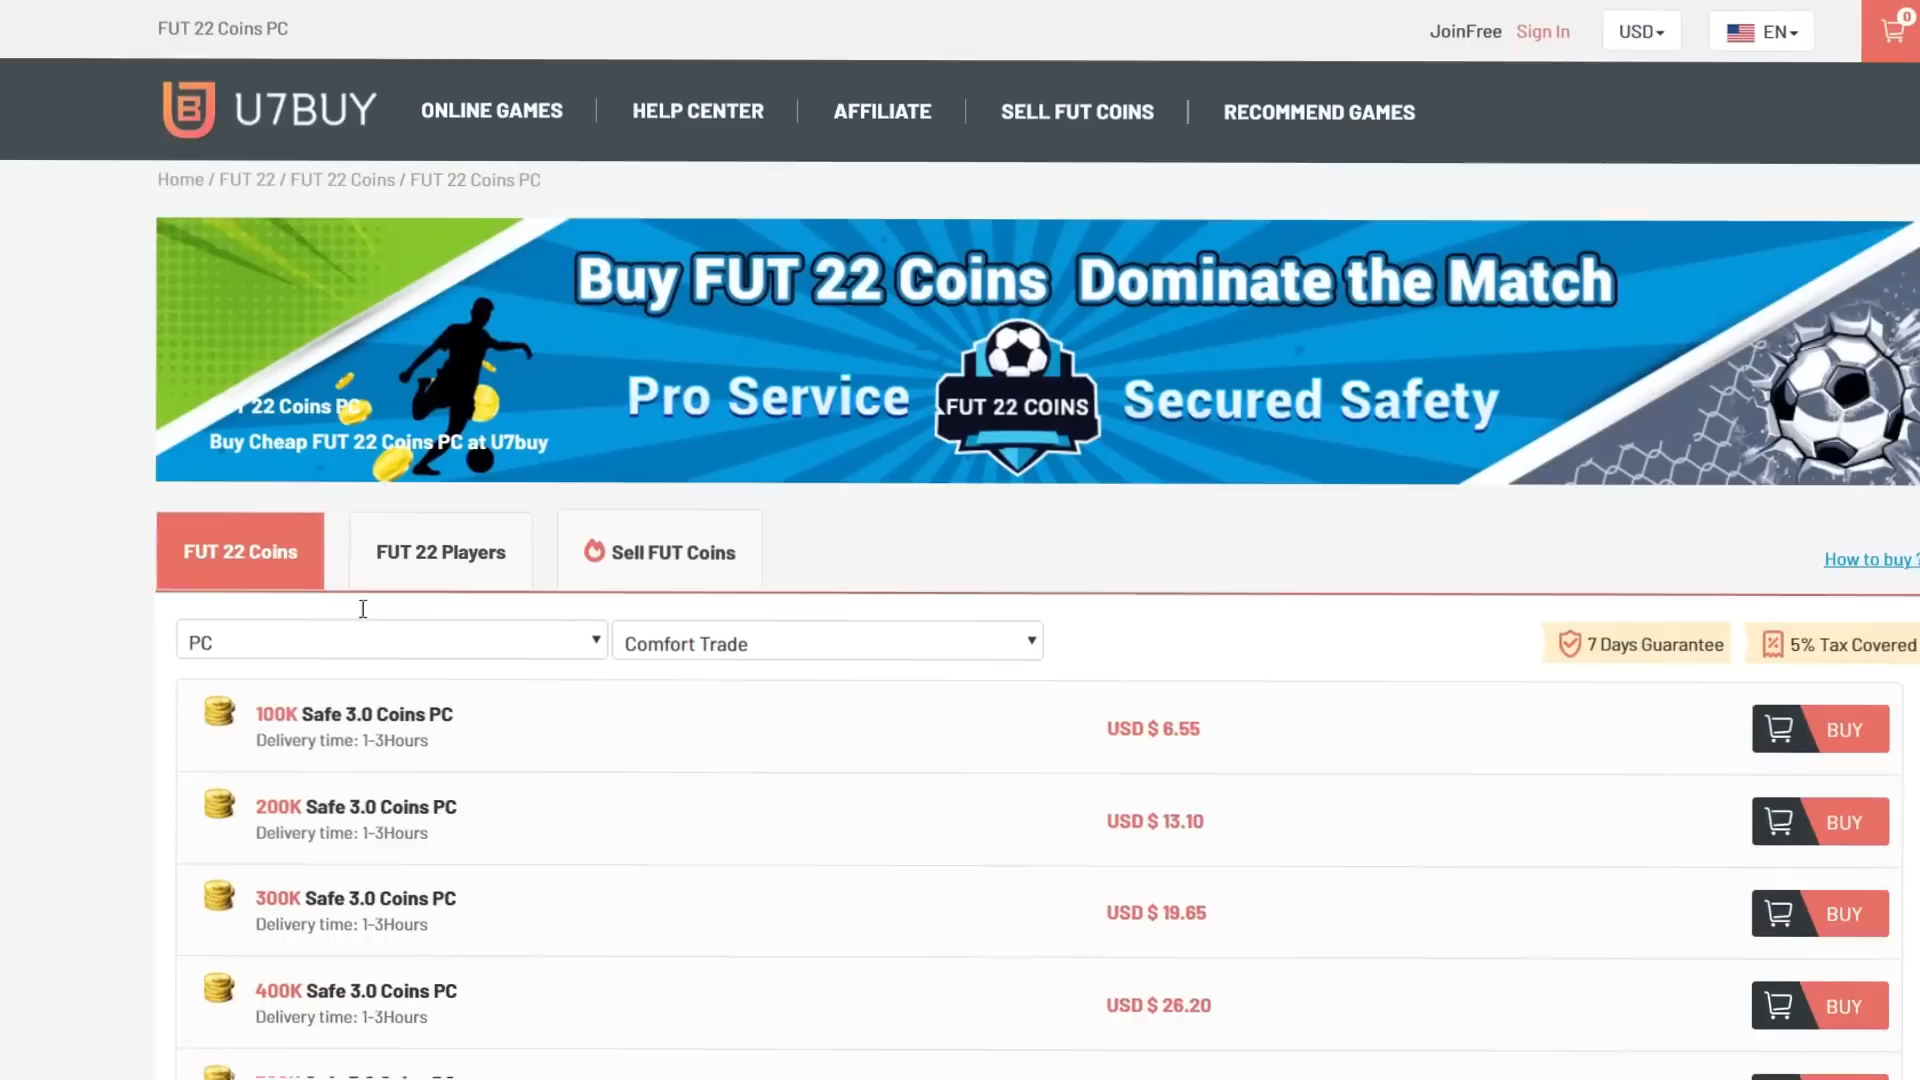 FUT 22 Coins PC
JoinFree Sign In USD EN 0
U7BUY ONLINE GAMES HELP CENTER AFFILIATE SELL FUT COINS RECOMMEND GAMES
Home / FUT 22 / FUT 22 Coins / FUT 22 Coins PC
Buy FUT 22 Coins Dominate the Match
Pro Service FUT 22 COINS Secured Safety
22 Coins PC
Buy Cheap FUT 22 Coins PC at U7buy
FUT 22 Coins FUT 22 Players Sell FUT Coins
How to buy ?
PC Comfort Trade 7 Days Guarantee 5% Tax Covered
100K Safe 3.0 Coins PC
Delivery time: 1-3Hours
USD $ 6.55 BUY
200K Safe 3.0 Coins PC
Delivery time: 1-3Hours
USD $ 13.10 BUY
300K Safe 3.0 Coins PC
Delivery time: 1-3Hours
USD $ 19.65 BUY
400K Safe 3.0 Coins PC
Delivery time: 1-3Hours
USD $ 26.20 BUY